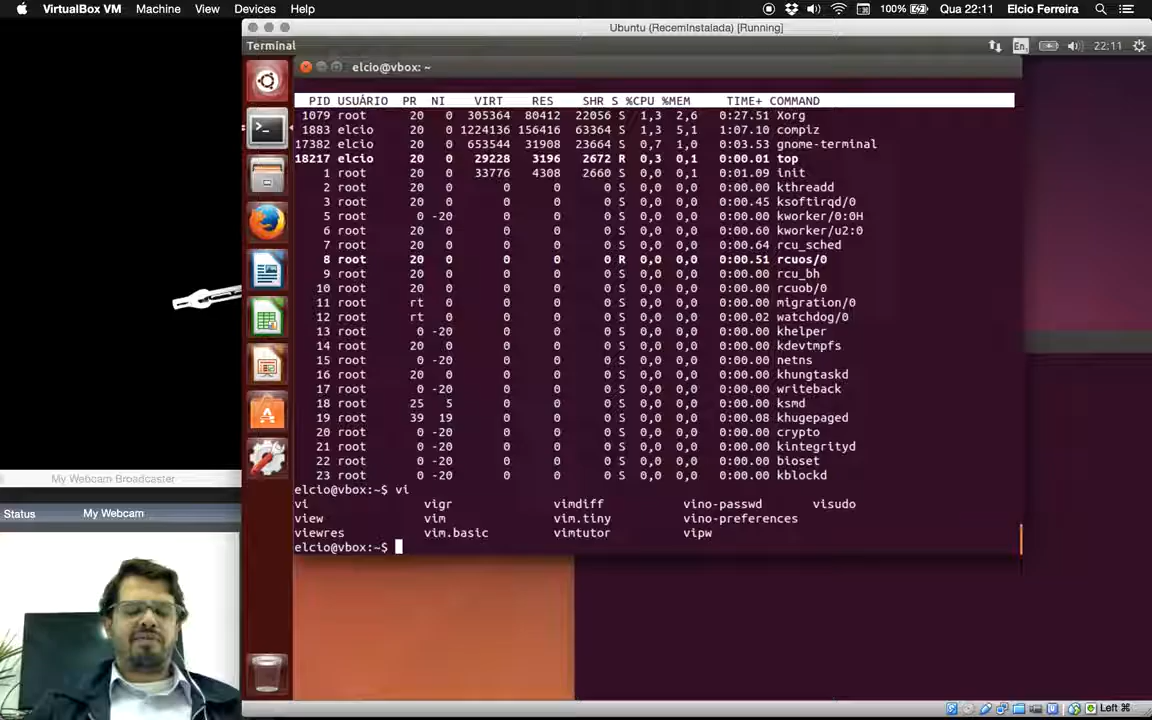 VirtualBox VM Machine View Devices Help 100% Qua 22:11 Elcio Ferreira
Ubuntu (RecemInstalada) [Running]
Terminal En 22:11
elcio@vbox: ~
PID USUÁRIO PR NI VIRT RES SHR S %CPU %MEM TIME+ COMMAND
1079 root 20 0 305364 80412 22056 S 1,3 2,6 0:27.51 Xorg
1883 elcio 20 0 1224136 156416 63364 S 1,3 5,1 1:07.10 compiz
17382 elcio 20 0 653544 31908 23664 S 0,7 1,0 0:03.53 gnome-terminal
18217 elcio 20 0 29228 3196 2672 R 0,3 0,1 0:00.01 top
1 root 20 0 33776 4308 2660 S 0,0 0,1 0:01.09 init
2 root 20 0 0 0 0 S 0,0 0,0 0:00.00 kthreadd
3 root 20 0 0 0 0 S 0,0 0,0 0:00.45 ksoftirqd/0
5 root 0 -20 0 0 0 S 0,0 0,0 0:00.00 kworker/0:0H
6 root 20 0 0 0 0 S 0,0 0,0 0:00.60 kworker/u2:0
7 root 20 0 0 0 0 S 0,0 0,0 0:00.64 rcu_sched
8 root 20 0 0 0 0 R 0,0 0,0 0:00.51 rcuos/0
9 root 20 0 0 0 0 S 0,0 0,0 0:00.00 rcu_bh
10 root 20 0 0 0 0 S 0,0 0,0 0:00.00 rcuob/0
11 root rt 0 0 0 0 S 0,0 0,0 0:00.00 migration/0
12 root rt 0 0 0 0 S 0,0 0,0 0:00.02 watchdog/0
13 root 0 -20 0 0 0 S 0,0 0,0 0:00.00 khelper
14 root 20 0 0 0 0 S 0,0 0,0 0:00.00 kdevtmpfs
15 root 0 -20 0 0 0 S 0,0 0,0 0:00.00 netns
16 root 20 0 0 0 0 S 0,0 0,0 0:00.00 khungtaskd
17 root 0 -20 0 0 0 S 0,0 0,0 0:00.00 writeback
18 root 25 5 0 0 0 S 0,0 0,0 0:00.00 ksmd
19 root 39 19 0 0 0 S 0,0 0,0 0:00.08 khugepaged
20 root 0 -20 0 0 0 S 0,0 0,0 0:00.00 crypto
21 root 0 -20 0 0 0 S 0,0 0,0 0:00.00 kintegrityd
22 root 0 -20 0 0 0 S 0,0 0,0 0:00.00 bioset
23 root 0 -20 0 0 0 S 0,0 0,0 0:00.00 kblockd
elcio@vbox:~$ vi
vi vigr vimdiff vino-passwd visudo
view vim vim.tiny vino-preferences
viewres vim.basic vimtutor vipw
elcio@vbox:~$
My Webcam Broadcaster
Status My Webcam
Left ⌘